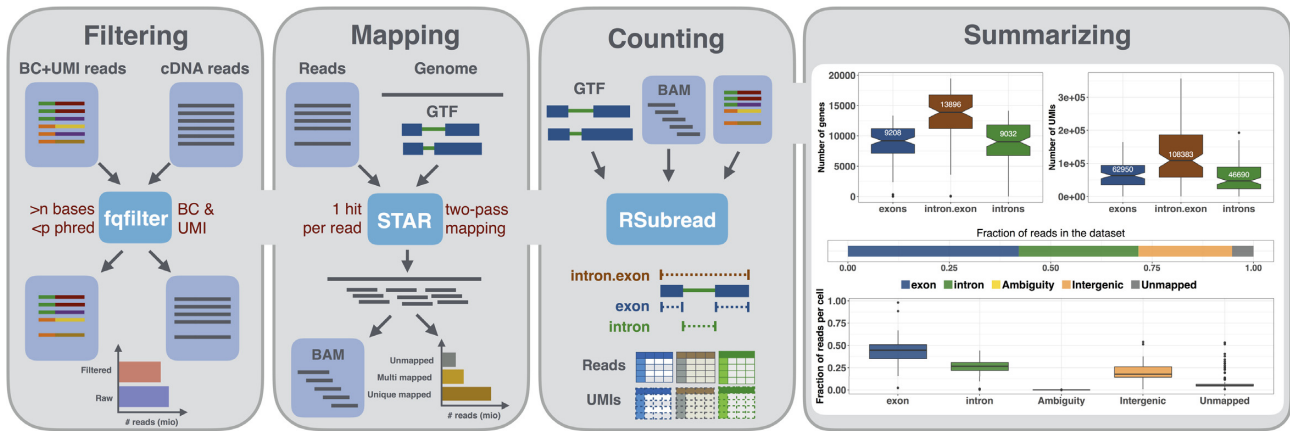 Filtering
BC+UMI reads
cDNA reads
>n bases
<p phred
fqfilter
BC &
UMI
Filtered
Raw
# reads (mio)
Mapping
Reads
Genome
GTF
1 hit
per read
STAR
two-pass
mapping
BAM
Unmapped
Multi mapped
Unique mapped
# reads (mio)
Counting
GTF
BAM
RSubread
intron.exon
exon
intron
Reads
UMIs
Summarizing
Number of genes
20000
15000
10000
5000
0
9208
13896
9032
exons
intron.exon
introns
Number of UMIs
3e+05
2e+05
1e+05
0e+00
62950
108383
46690
exons
intron.exon
introns
Fraction of reads in the dataset
0.00
0.25
0.50
0.75
1.00
exon
intron
Ambiguity
Intergenic
Unmapped
Fraction of reads per cell
0.75
0.50
0.25
0.00
exon
intron
Ambiguity
Intergenic
Unmapped